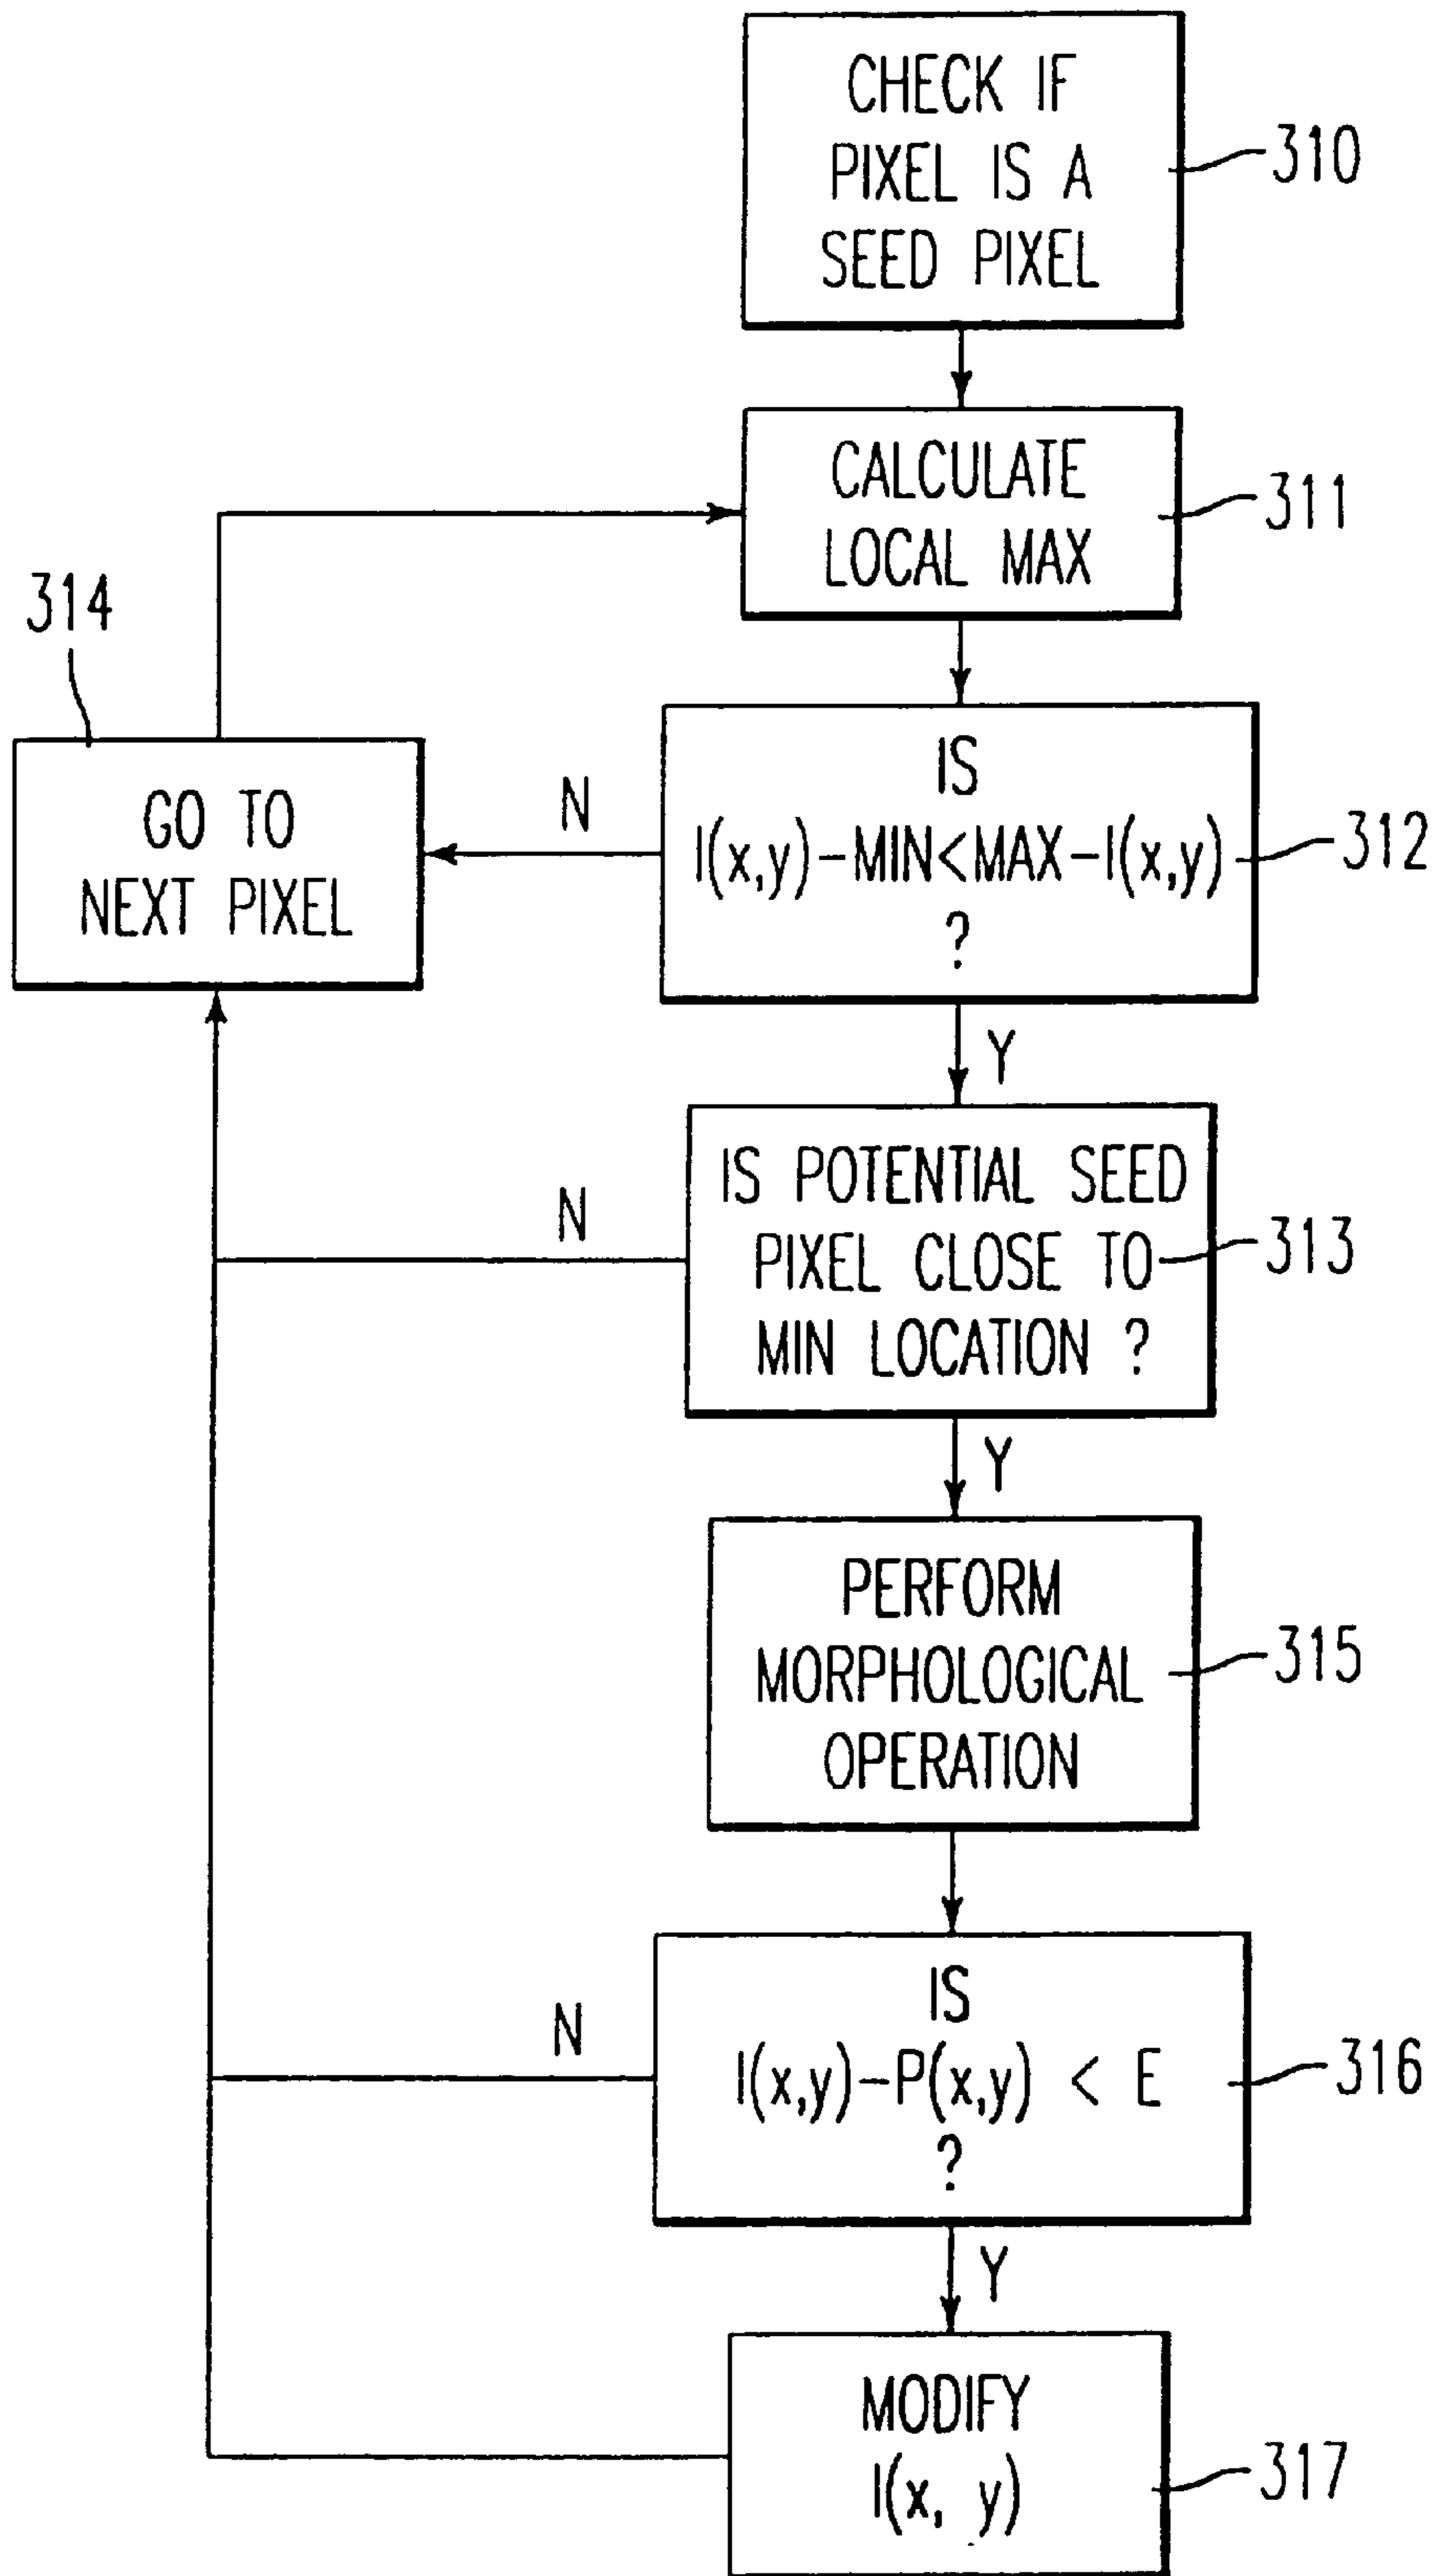 CHECK IF
PIXEL IS A
SEED PIXEL
310
CALCULATE
LOCAL MAX
311
314
GO TO
NEXT PIXEL
N
IS
I(x,y)-MIN<MAX-I(x,y)
?
312
Y
N
IS POTENTIAL SEED
PIXEL CLOSE TO
MIN LOCATION ?
313
Y
PERFORM
MORPHOLOGICAL
OPERATION
315
N
IS
I(x,y)-P(x,y) < E
?
316
Y
MODIFY
I(x, y)
317